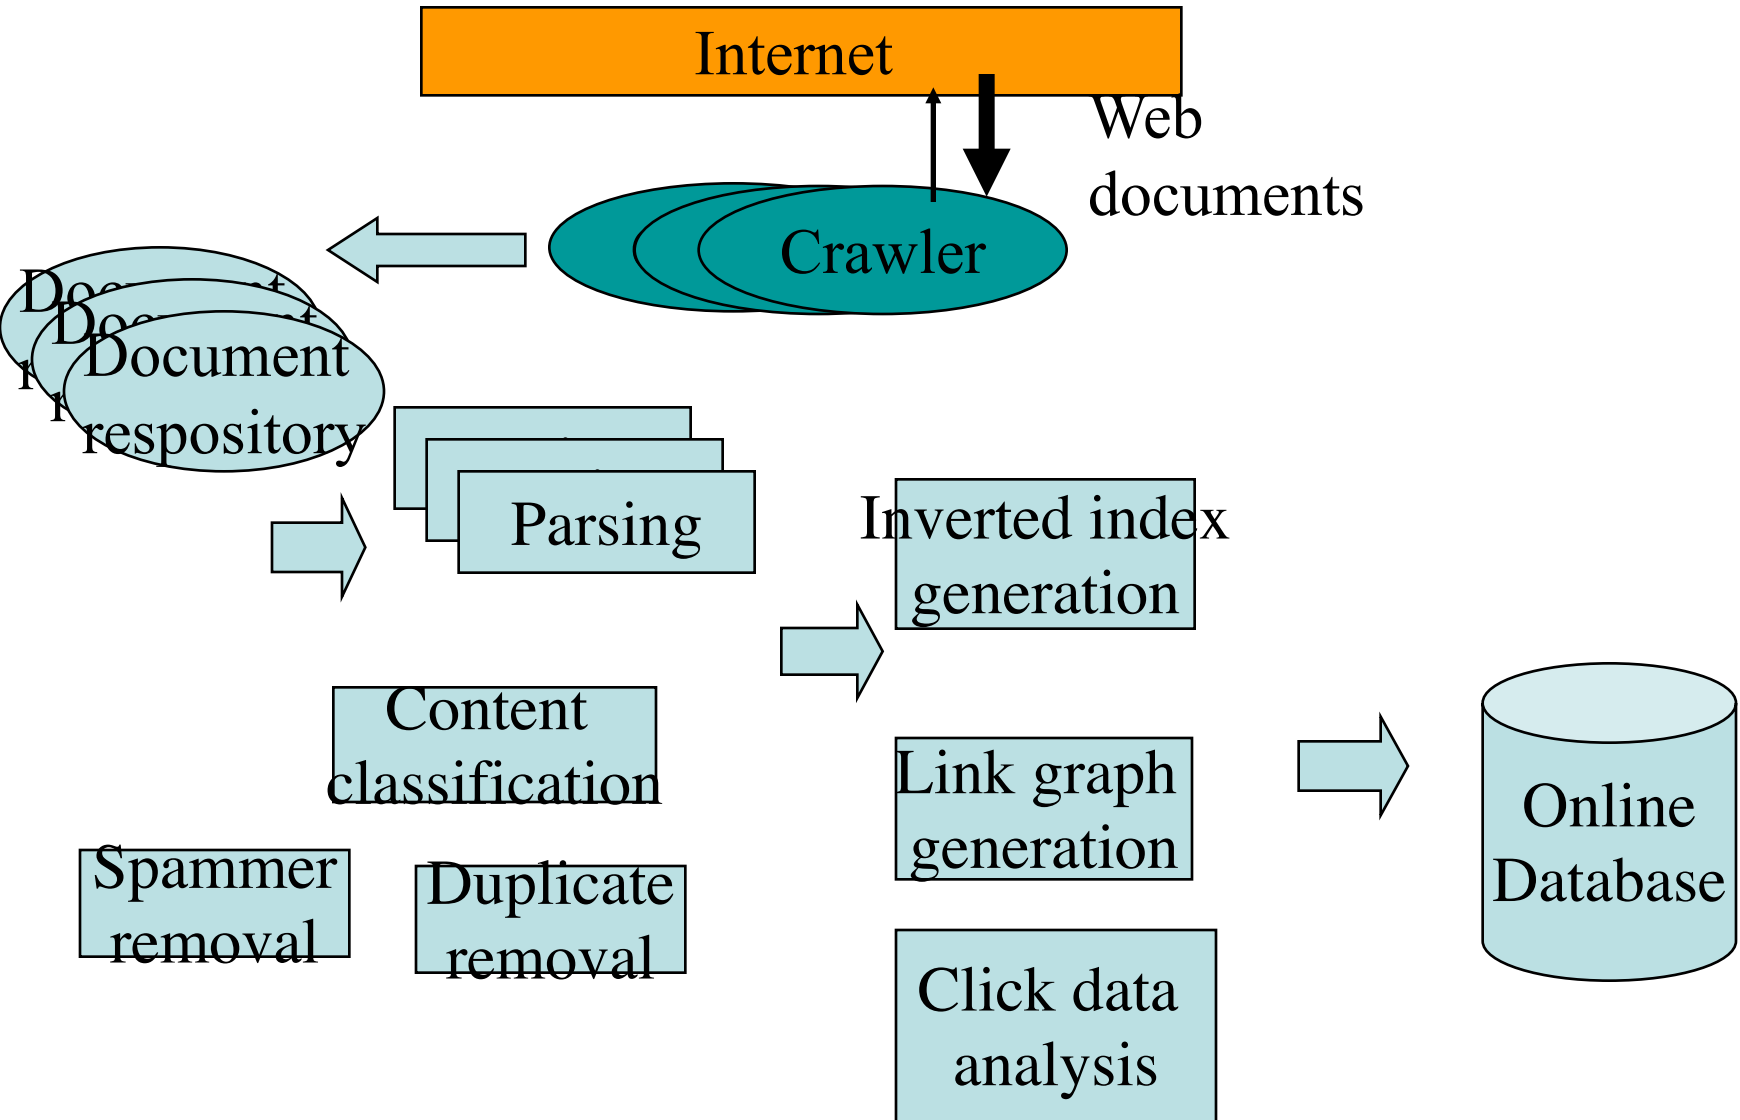 Internet
Web
documents
Crawler
Document
respository
Parsing
Inverted index
generation
Content
classification
Link graph
generation
Online
Database
Spammer
removal
Duplicate
removal
Click data
analysis